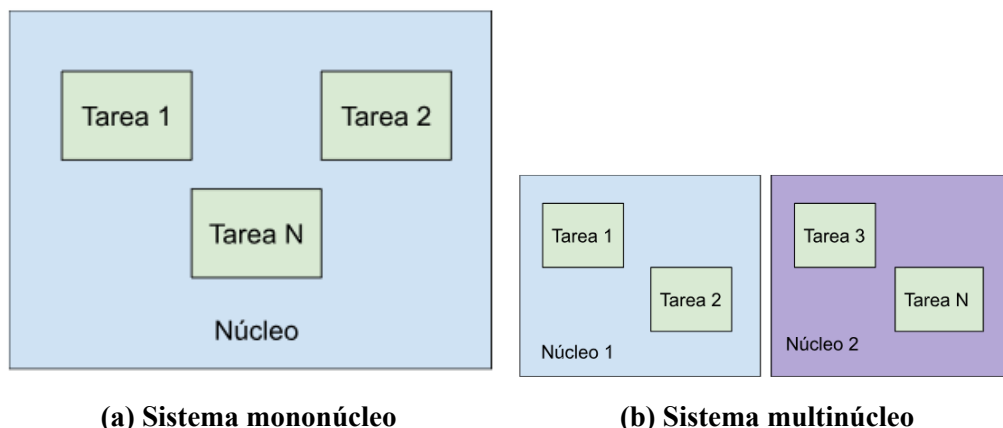 Tarea 1
Tarea 2
Tarea N
Núcleo
(a) Sistema mononúcleo
Tarea 1
Tarea 2
Núcleo 1
Tarea 3
Tarea N
Núcleo 2
(b) Sistema multinúcleo